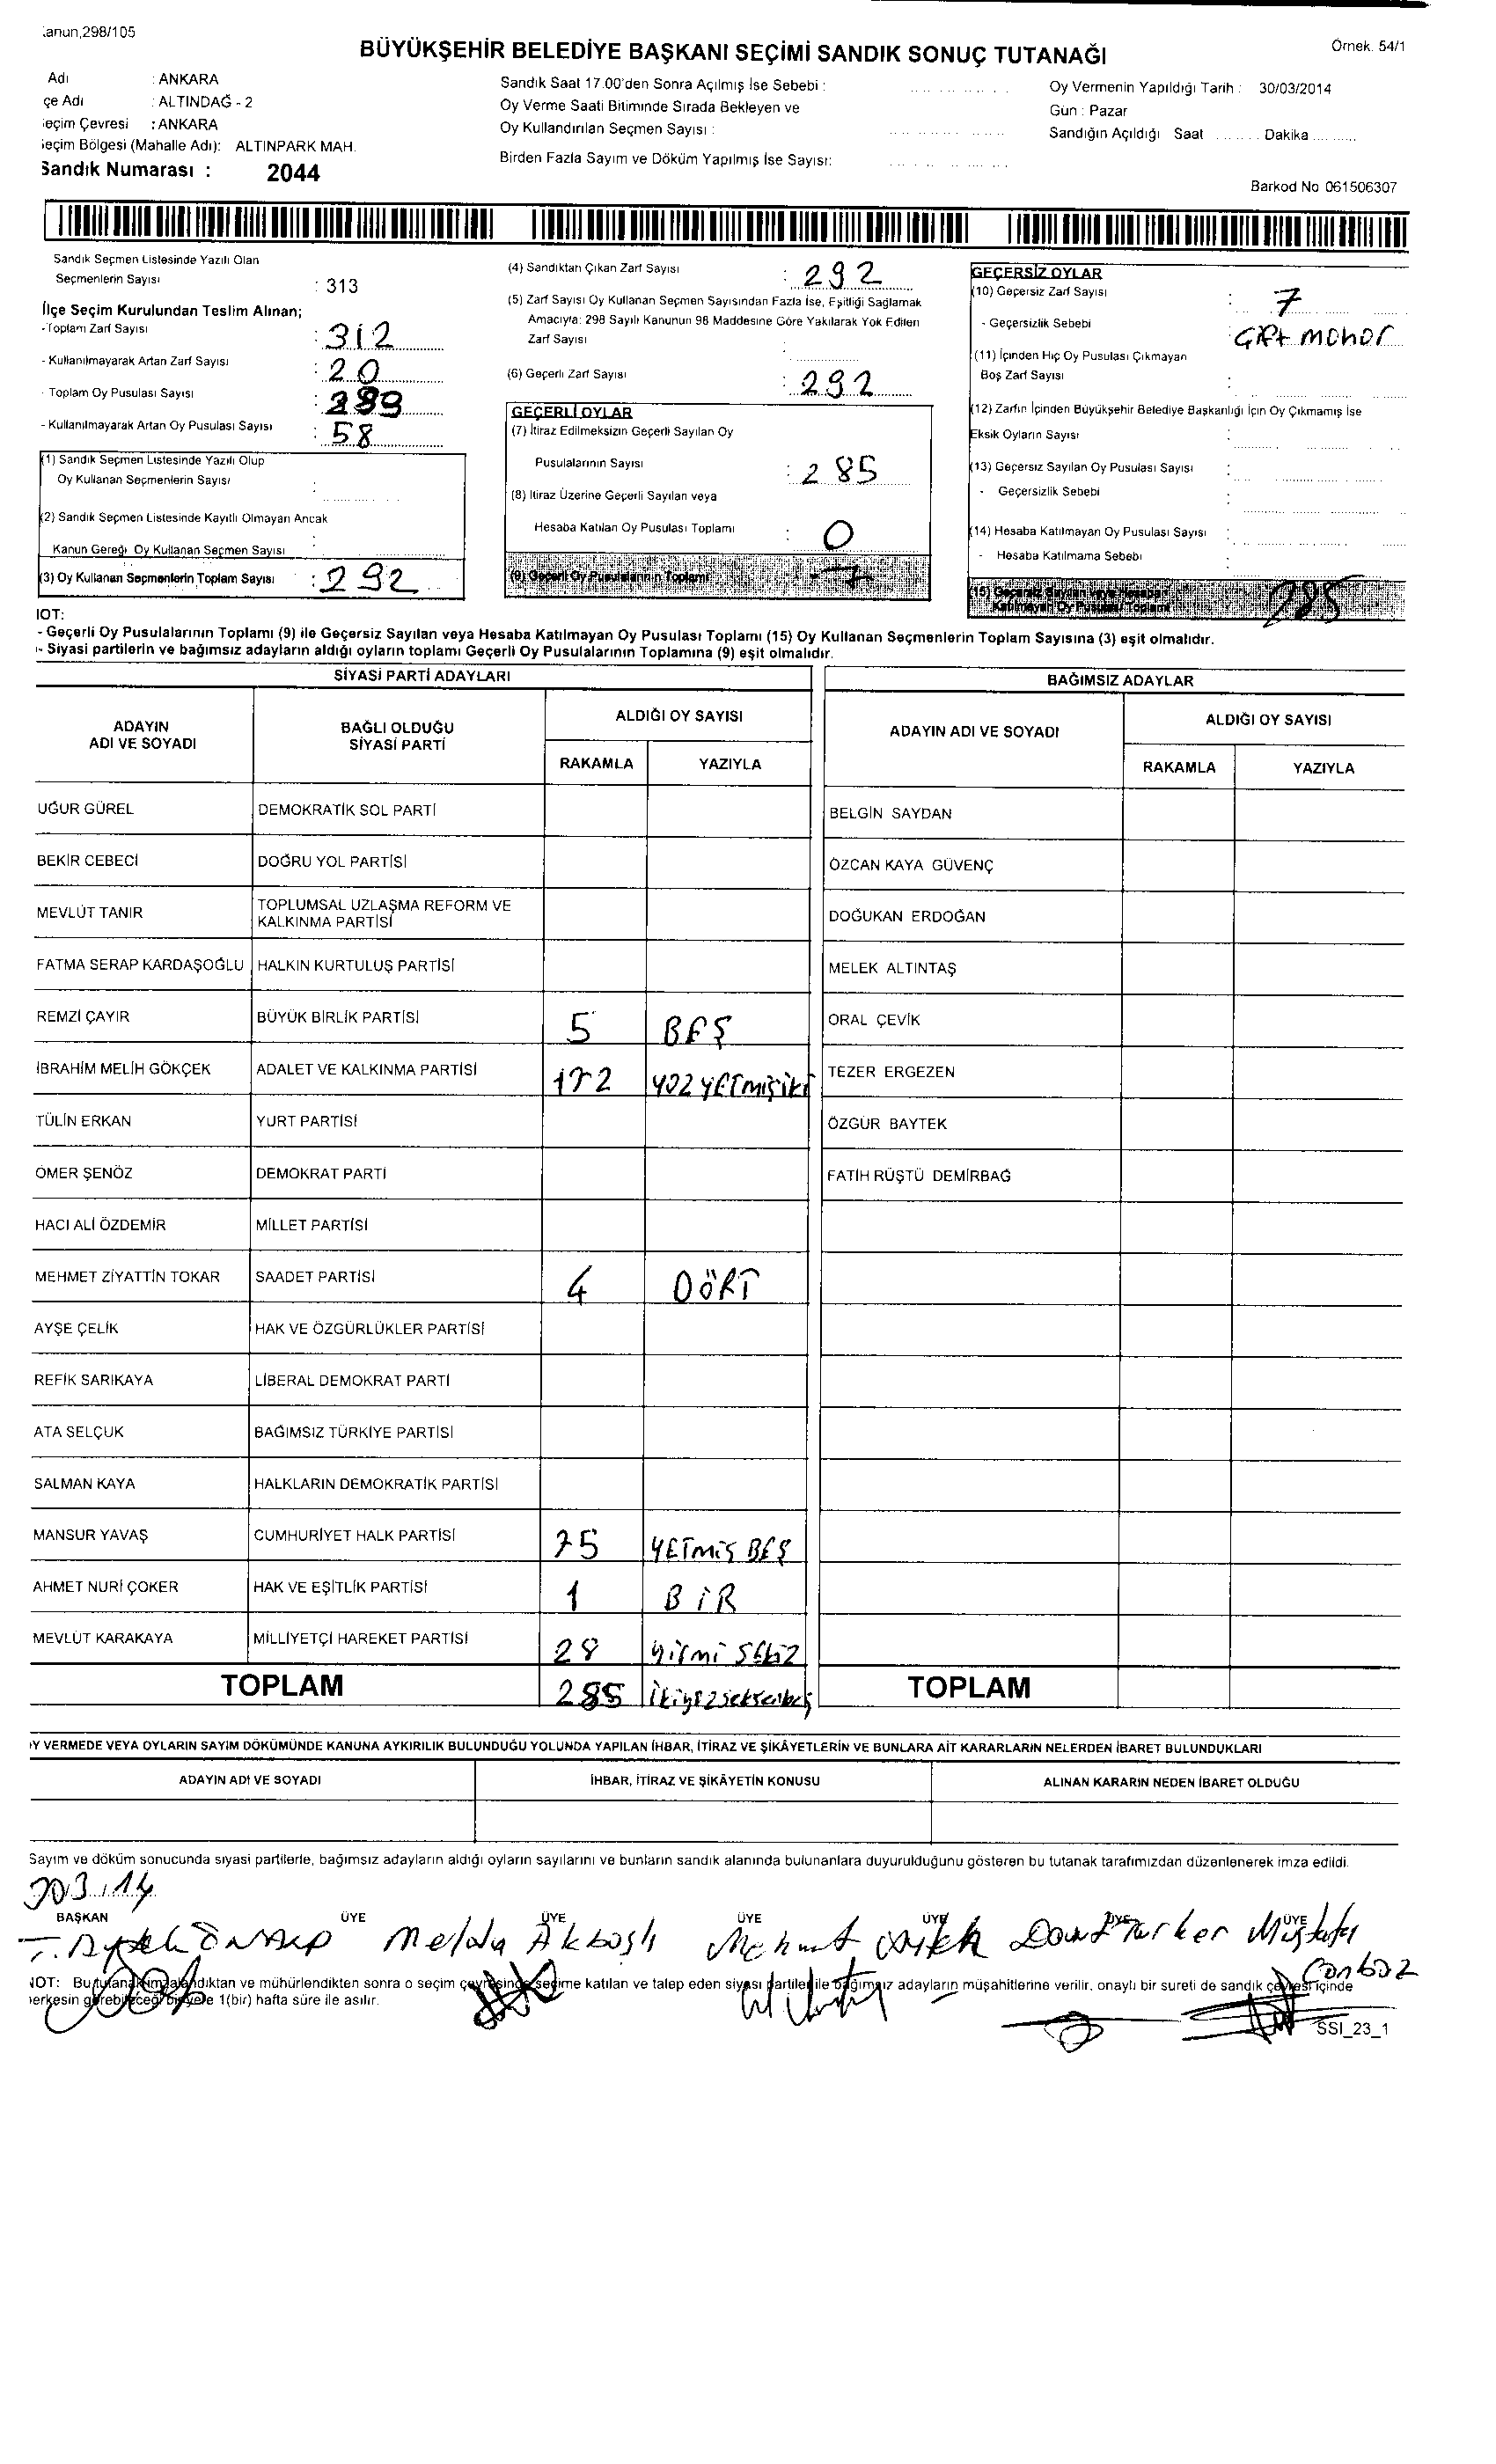 anun,298/105
Örnek. 54/1
BÜYÜKŞEHİR BELEDİYE BAŞKANI SEÇİMİ SANDIK SONUÇ TUTANAĞI
Adı : ANKARA
çe Adı : ALTINDAĞ - 2
eçim Çevresi : ANKARA
eçim Bölgesi (Mahalle Adı): ALTINPARK MAH.
Sandık Numarası : 2044
Sandık Saat 17.00'den Sonra Açılmış İse Sebebi :
Oy Verme Saati Bitiminde Sırada Bekleyen ve
Oy Kullandırılan Seçmen Sayısı :
Birden Fazla Sayım ve Döküm Yapılmış İse Sayısı:
Oy Vermenin Yapıldığı Tarih : 30/03/2014
Gün : Pazar
Sandığın Açıldığı Saat ........ Dakika ..........
Barkod No 061506307
Sandık Seçmen Listesinde Yazılı Olan
Seçmenlerin Sayısı : 313
İlçe Seçim Kurulundan Teslim Alınan;
-Toplam Zarf Sayısı : 312
- Kullanılmayarak Artan Zarf Sayısı : 20
- Toplam Oy Pusulası Sayısı :
- Kullanılmayarak Artan Oy Pusulası Sayısı : 58
(1) Sandık Seçmen Listesinde Yazılı Olup
Oy Kullanan Seçmenlerin Sayısı :
(2) Sandık Seçmen Listesinde Kayıtlı Olmayan Ancak
Kanun Gereği Oy Kullanan Seçmen Sayısı :
(3) Oy Kullanan Seçmenlerin Toplam Sayısı : 292
(4) Sandıktan Çıkan Zarf Sayısı : 292
(5) Zarf Sayısı Oy Kullanan Seçmen Sayısından Fazla İse, Eşitliği Sağlamak
Amacıyla: 298 Sayılı Kanunun 98 Maddesine Göre Yakılarak Yok Edilen
Zarf Sayısı :
(6) Geçerli Zarf Sayısı : 292
GEÇERLİ OYLAR
(7) İtiraz Edilmeksizin Geçerli Sayılan Oy
Pusulalarının Sayısı : 285
(8) İtiraz Üzerine Geçerli Sayılan veya
Hesaba Katılan Oy Pusulası Toplamı : 0
(9) Geçerli Oy Pusulalarının Toplamı : 7
GEÇERSİZ OYLAR
(10) Geçersiz Zarf Sayısı : 7
- Geçersizlik Sebebi : Çift mühür
(11) İçinden Hiç Oy Pusulası Çıkmayan
Boş Zarf Sayısı :
(12) Zarfın İçinden Büyükşehir Belediye Başkanlığı İçin Oy Çıkmamış İse
Eksik Oyların Sayısı :
(13) Geçersiz Sayılan Oy Pusulası Sayısı :
- Geçersizlik Sebebi :
(14) Hesaba Katılmayan Oy Pusulası Sayısı :
- Hesaba Katılmama Sebebi :
(15) Geçersiz Sayılan veya Hesaba
Katılmayan Oy Pusulası Toplamı 285
NOT:
- Geçerli Oy Pusulalarının Toplamı (9) ile Geçersiz Sayılan veya Hesaba Katılmayan Oy Pusulası Toplamı (15) Oy Kullanan Seçmenlerin Toplam Sayısına (3) eşit olmalıdır.
- Siyasi partilerin ve bağımsız adayların aldığı oyların toplamı Geçerli Oy Pusulalarının Toplamına (9) eşit olmalıdır.
SİYASİ PARTİ ADAYLARI
ADAYIN ADI VE SOYADI
BAĞLI OLDUĞU SİYASİ PARTİ
ALDIĞI OY SAYISI
RAKAMLA YAZIYLA
UĞUR GÜREL DEMOKRATİK SOL PARTİ
BEKİR CEBECİ DOĞRU YOL PARTİSİ
MEVLÜT TANIR TOPLUMSAL UZLAŞMA REFORM VE KALKINMA PARTİSİ
FATMA SERAP KARDAŞOĞLU HALKIN KURTULUŞ PARTİSİ
REMZİ ÇAYIR BÜYÜK BİRLİK PARTİSİ 5 BEŞ
İBRAHİM MELİH GÖKÇEK ADALET VE KALKINMA PARTİSİ 172 YÜZ YETMİŞ İKİ
TÜLİN ERKAN YURT PARTİSİ
ÖMER ŞENÖZ DEMOKRAT PARTİ
HACI ALİ ÖZDEMİR MİLLET PARTİSİ
MEHMET ZİYATTİN TOKAR SAADET PARTİSİ 4 DÖRT
AYŞE ÇELİK HAK VE ÖZGÜRLÜKLER PARTİSİ
REFİK SARIKAYA LİBERAL DEMOKRAT PARTİ
ATA SELÇUK BAĞIMSIZ TÜRKİYE PARTİSİ
SALMAN KAYA HALKLARIN DEMOKRATİK PARTİSİ
MANSUR YAVAŞ CUMHURİYET HALK PARTİSİ 75 YETMİŞ BEŞ
AHMET NURİ ÇOKER HAK VE EŞİTLİK PARTİSİ 1 BİR
MEVLÜT KARAKAYA MİLLİYETÇİ HAREKET PARTİSİ 28 Yirmi Sekiz
TOPLAM 285 ikiyüzseksenbeş
BAĞIMSIZ ADAYLAR
ADAYIN ADI VE SOYADI
ALDIĞI OY SAYISI
RAKAMLA YAZIYLA
BELGİN SAYDAN
ÖZCAN KAYA GÜVENÇ
DOĞUKAN ERDOĞAN
MELEK ALTINTAŞ
ORAL ÇEVİK
TEZER ERGEZEN
ÖZGÜR BAYTEK
FATİH RÜŞTÜ DEMİRBAĞ
TOPLAM
Y VERMEDE VEYA OYLARIN SAYIM DÖKÜMÜNDE KANUNA AYKIRILIK BULUNDUĞU YOLUNDA YAPILAN İHBAR, İTİRAZ VE ŞİKÂYETLERİN VE BUNLARA AİT KARARLARIN NELERDEN İBARET BULUNDUKLARI
ADAYIN ADI VE SOYADI İHBAR, İTİRAZ VE ŞİKÂYETİN KONUSU ALINAN KARARIN NEDEN İBARET OLDUĞU
Sayım ve döküm sonucunda siyasi partilerle, bağımsız adayların aldığı oyların sayılarını ve bunların sandık alanında bulunanlara duyurulduğunu gösteren bu tutanak tarafımızdan düzenlenerek imza edildi.
BAŞKAN ÜYE ÜYE ÜYE ÜYE ÜYE ÜYE
Melda Akbaşlı Mehmet Mustafa
Canbaz
NOT: Bu tutanak imzalandıktan ve mühürlendikten sonra o seçim çevresinde seçime katılan ve talep eden siyasi partiler ile bağımsız adayların müşahitlerine verilir, onaylı bir sureti de sandık çevresi içinde
herkesin görebileceği bir yere 1(bir) hafta süre ile asılır.
SSI_23_1